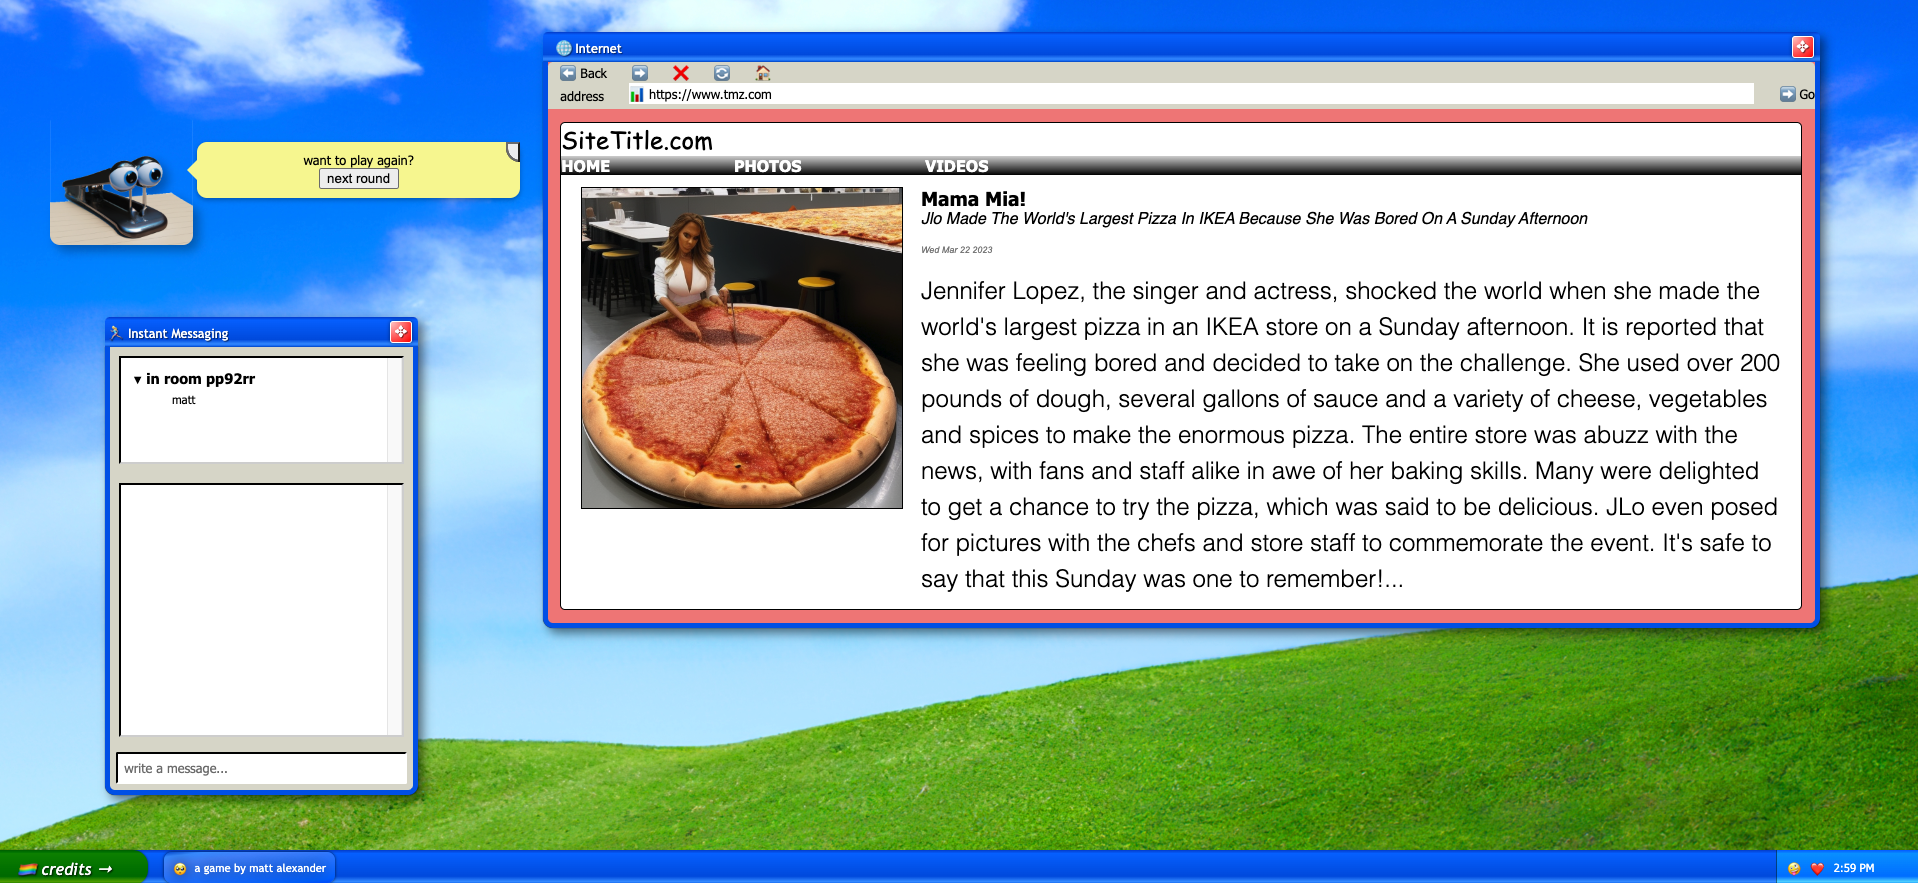 Internet
Back
address
https://www.tmz.com
Go
want to play again?
next round
SiteTitle.com
HOME PHOTOS VIDEOS
Mama Mia!
Jlo Made The World's Largest Pizza In IKEA Because She Was Bored On A Sunday Afternoon
Wed Mar 22 2023
Jennifer Lopez, the singer and actress, shocked the world when she made the
world's largest pizza in an IKEA store on a Sunday afternoon. It is reported that
she was feeling bored and decided to take on the challenge. She used over 200
pounds of dough, several gallons of sauce and a variety of cheese, vegetables
and spices to make the enormous pizza. The entire store was abuzz with the
news, with fans and staff alike in awe of her baking skills. Many were delighted
to get a chance to try the pizza, which was said to be delicious. JLo even posed
for pictures with the chefs and store staff to commemorate the event. It's safe to
say that this Sunday was one to remember!...
Instant Messaging
▾ in room pp92rr
matt
write a message...
credits →
a game by matt alexander
2:59 PM